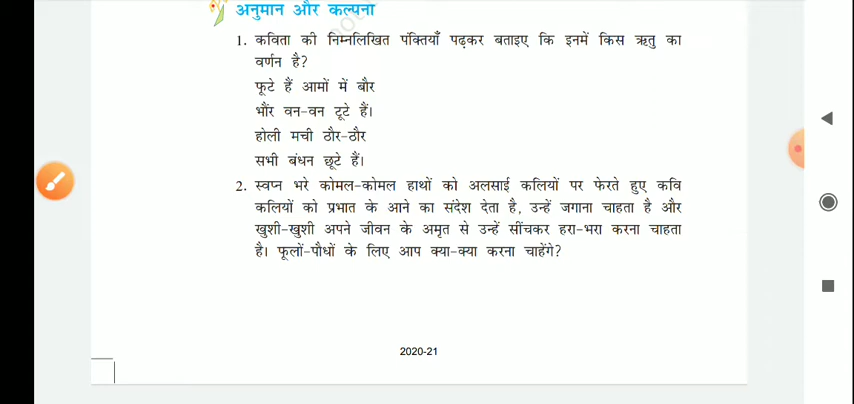 अनुमान और कल्पना
1. कविता की निम्नलिखित पंक्तियाँ पढ़कर बताइए कि इनमें किस ऋतु का
वर्णन है?
फूटे हैं आमों में बौर
भौंर वन-वन टूटे हैं।
होली मची ठौर-ठौर
सभी बंधन छूटे हैं।
2. स्वप्न भरे कोमल-कोमल हाथों को अलसाई कलियों पर फेरते हुए कवि
कलियों को प्रभात के आने का संदेश देता है, उन्हें जगाना चाहता है और
खुशी-खुशी अपने जीवन के अमृत से उन्हें सींचकर हरा-भरा करना चाहता
है। फूलों-पौधों के लिए आप क्या-क्या करना चाहेंगे?
2020-21